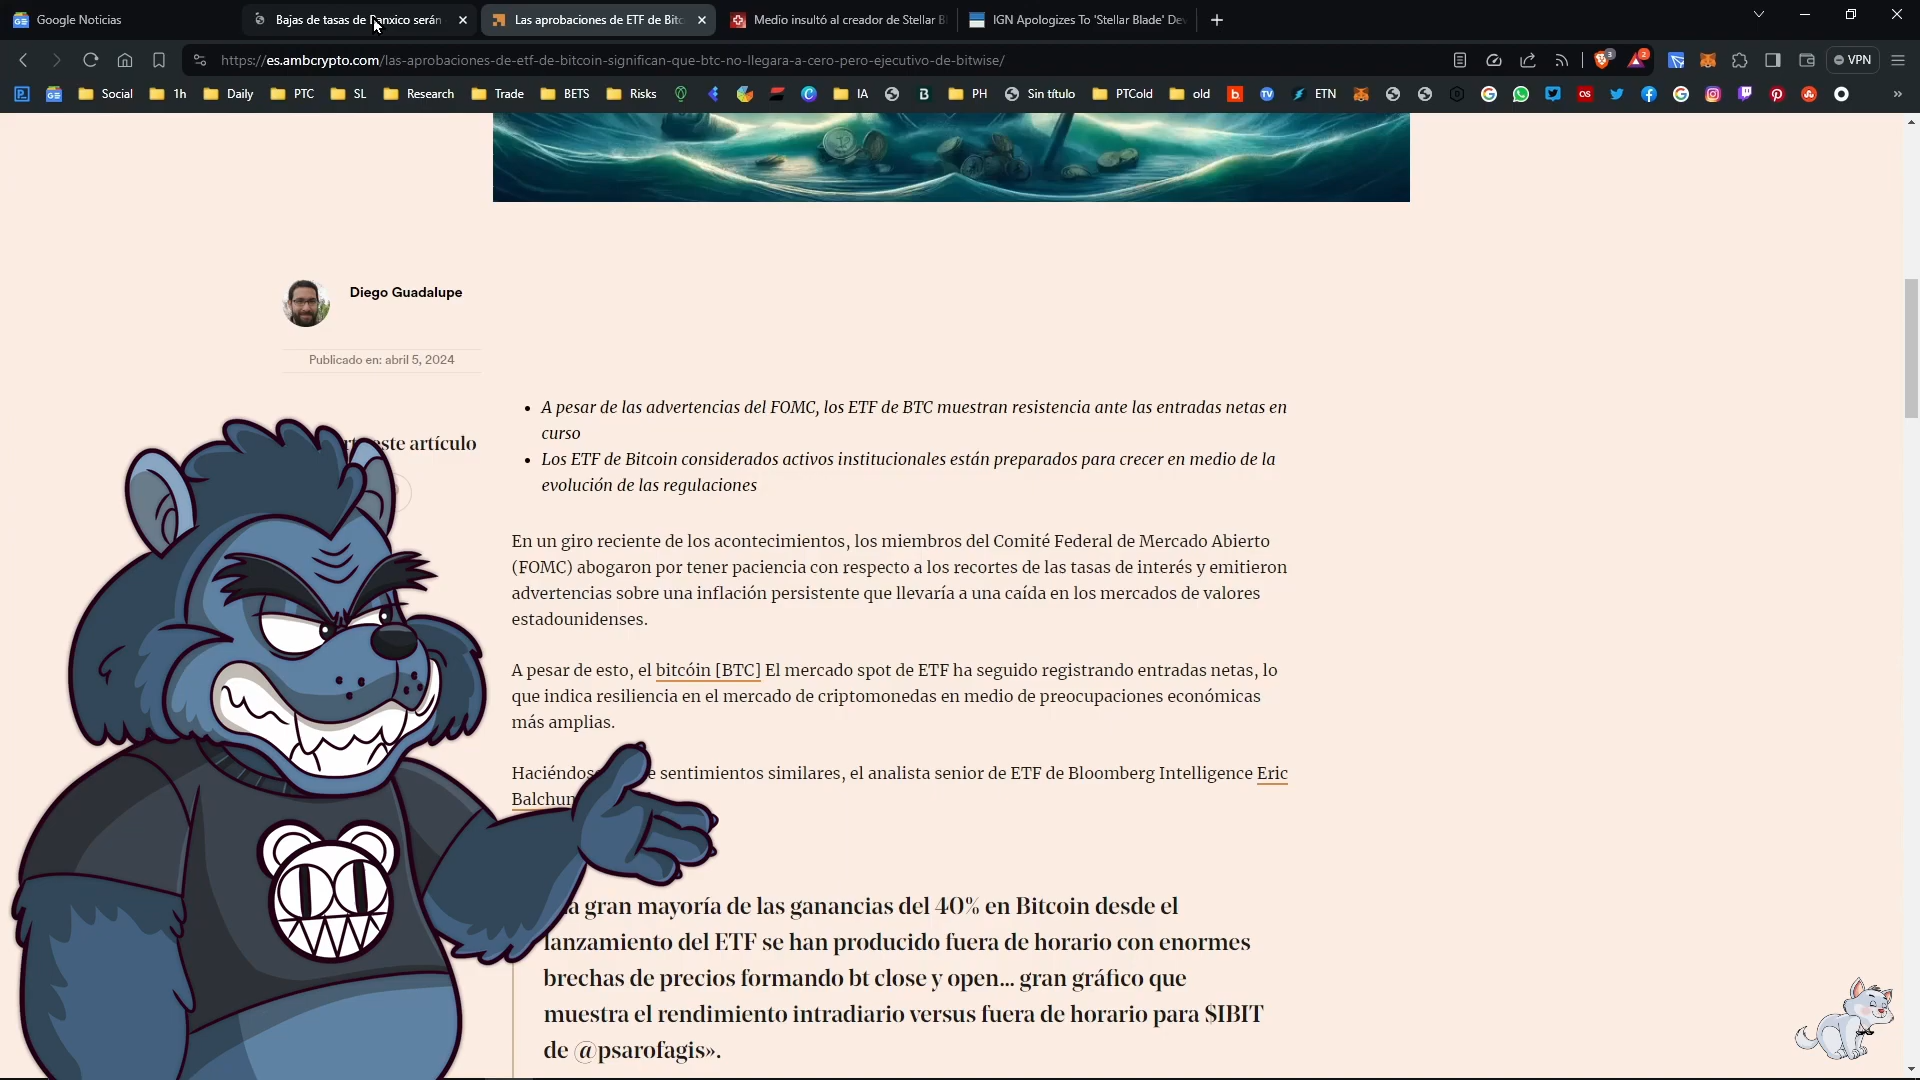 Google Noticias
Bajas de tasas de Banxico serán
Las aprobaciones de ETF de Bitc
Medio insultó al creador de Stellar B
IGN Apologizes To 'Stellar Blade' Dev
https://es.ambcrypto.com/las-aprobaciones-de-etf-de-bitcoin-significan-que-btc-no-llegara-a-cero-pero-ejecutivo-de-bitwise/
3
2
VPN
Social
1h
Daily
PTC
SL
Research
Trade
BETS
Risks
IA
PH
Sin título
PTCold
old
ETN
Diego Guadalupe
Publicado en: abril 5, 2024
este artículo
• A pesar de las advertencias del FOMC, los ETF de BTC muestran resistencia ante las entradas netas en
curso
• Los ETF de Bitcoin considerados activos institucionales están preparados para crecer en medio de la
evolución de las regulaciones
En un giro reciente de los acontecimientos, los miembros del Comité Federal de Mercado Abierto
(FOMC) abogaron por tener paciencia con respecto a los recortes de las tasas de interés y emitieron
advertencias sobre una inflación persistente que llevaría a una caída en los mercados de valores
estadounidenses.
A pesar de esto, el bitcóin [BTC] El mercado spot de ETF ha seguido registrando entradas netas, lo
que indica resiliencia en el mercado de criptomonedas en medio de preocupaciones económicas
más amplias.
Haciéndos e sentimientos similares, el analista senior de ETF de Bloomberg Intelligence Eric
Balchun
a gran mayoría de las ganancias del 40% en Bitcoin desde el
lanzamiento del ETF se han producido fuera de horario con enormes
brechas de precios formando bt close y open... gran gráfico que
muestra el rendimiento intradiario versus fuera de horario para $IBIT
de @psarofagis».